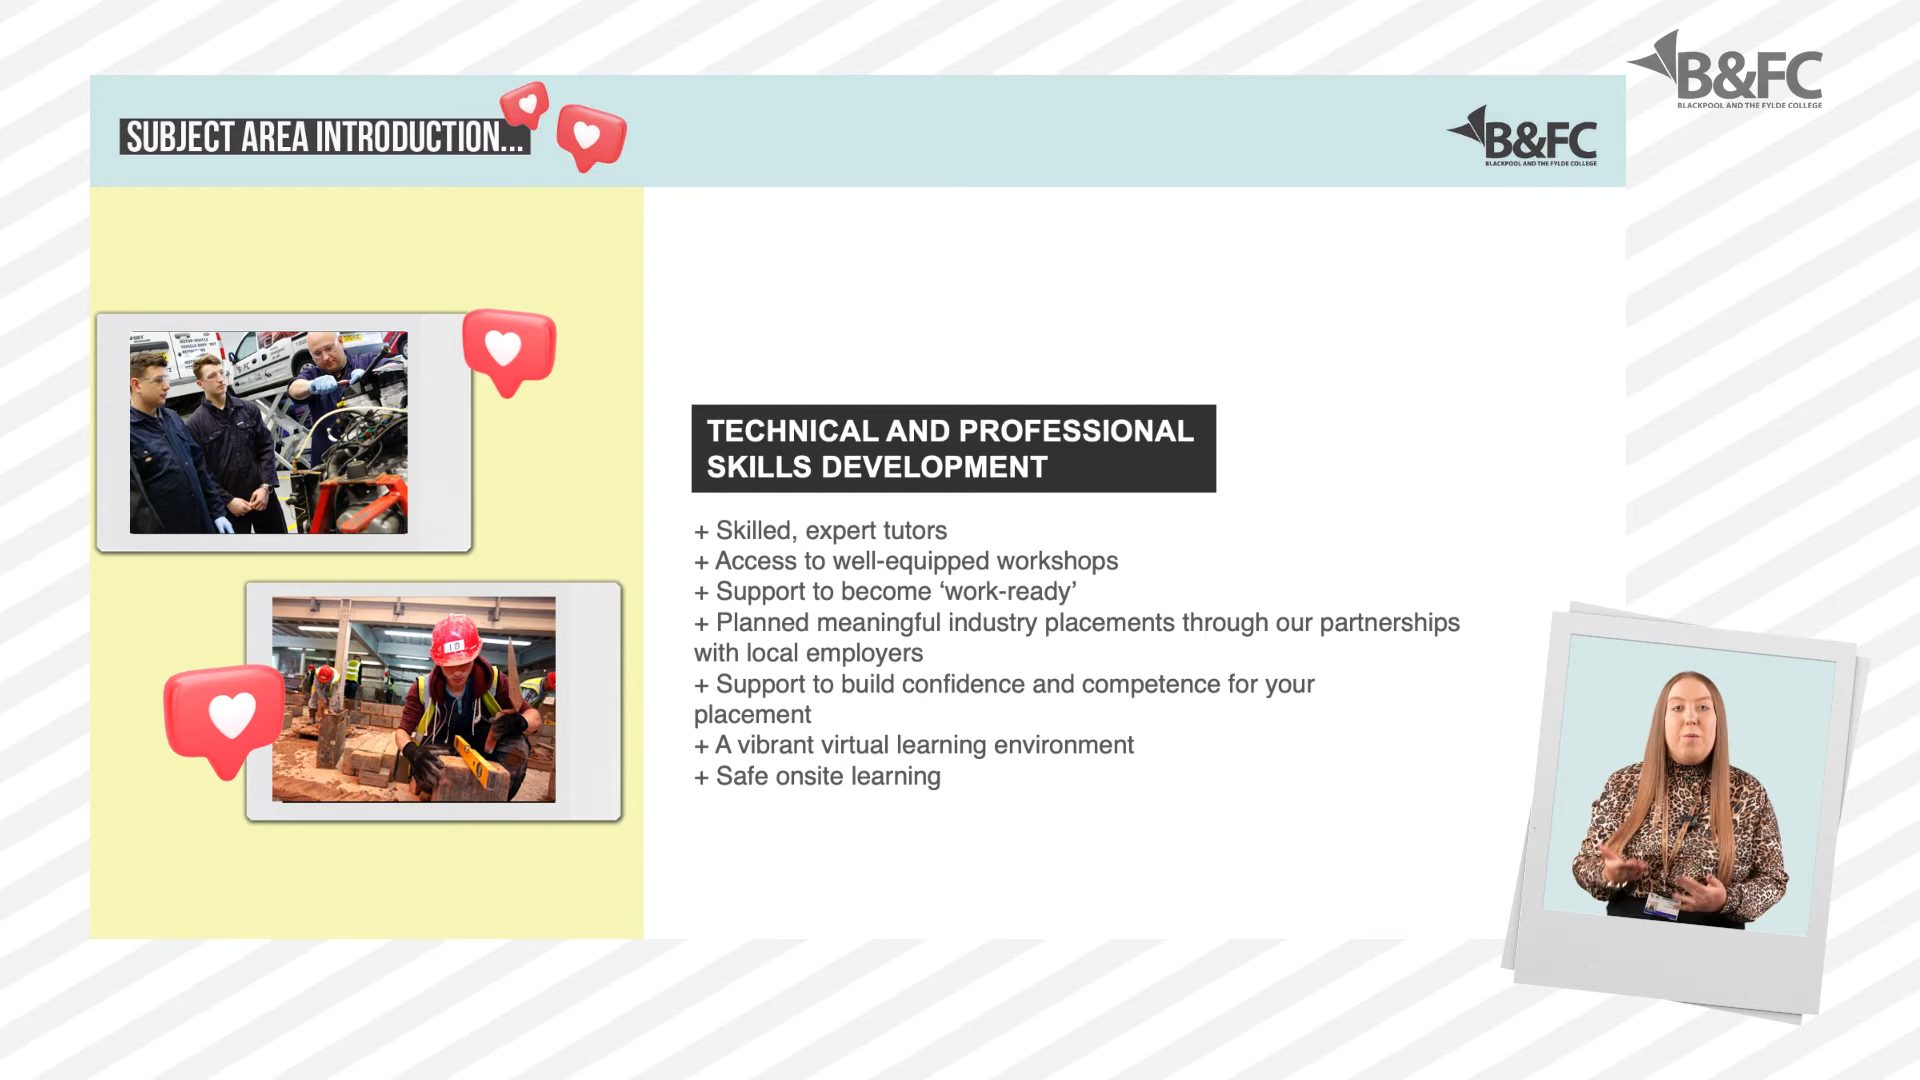 B&FC
BLACKPOOL AND THE FYLDE COLLEGE
SUBJECT AREA INTRODUCTION...
B&FC
BLACKPOOL AND THE FYLDE COLLEGE
TECHNICAL AND PROFESSIONAL
SKILLS DEVELOPMENT
+ Skilled, expert tutors
+ Access to well-equipped workshops
+ Support to become ‘work-ready’
+ Planned meaningful industry placements through our partnerships
with local employers
+ Support to build confidence and competence for your
placement
+ A vibrant virtual learning environment
+ Safe onsite learning